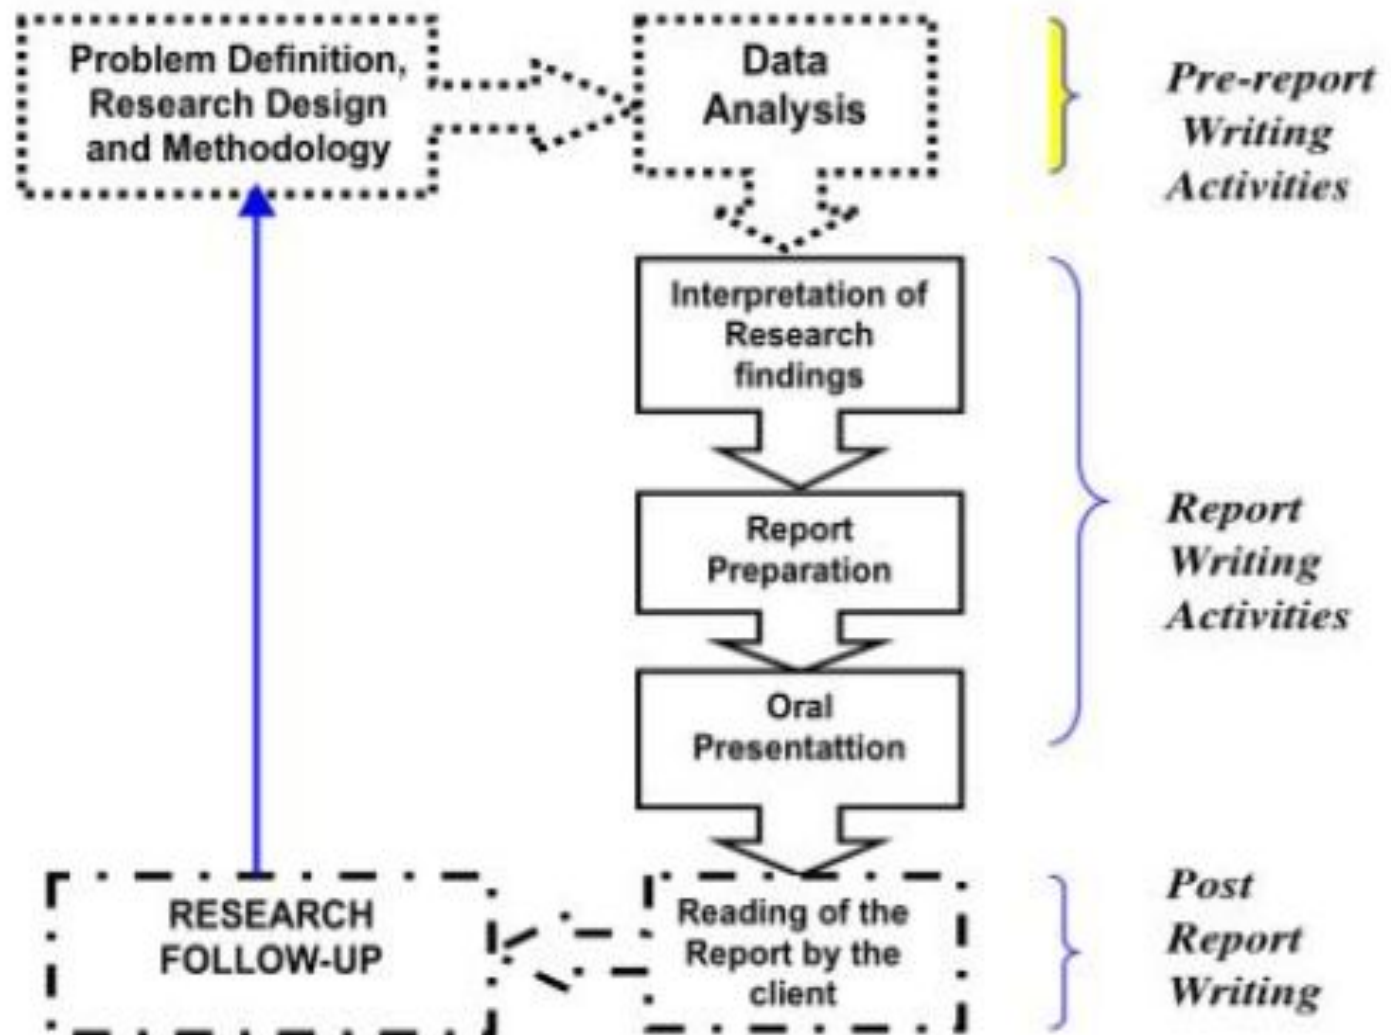 Problem Definition,
Research Design
and Methodology
Data
Analysis
Pre-report
Writing
Activities
Interpretation of
Research
findings
Report
Preparation
Report
Writing
Activities
Oral
Presentattion
RESEARCH
FOLLOW-UP
Reading of the
Report by the
client
Post
Report
Writing